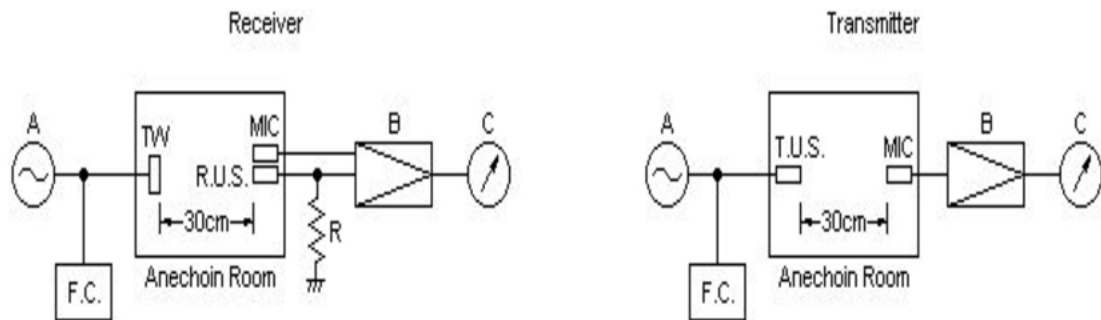 Receiver
A
TW
MIC
R.U.S.
30cm
R
B
C
F.C.
Anechoin Room
Transmitter
A
T.U.S.
MIC
30cm
B
C
F.C.
Anechoin Room